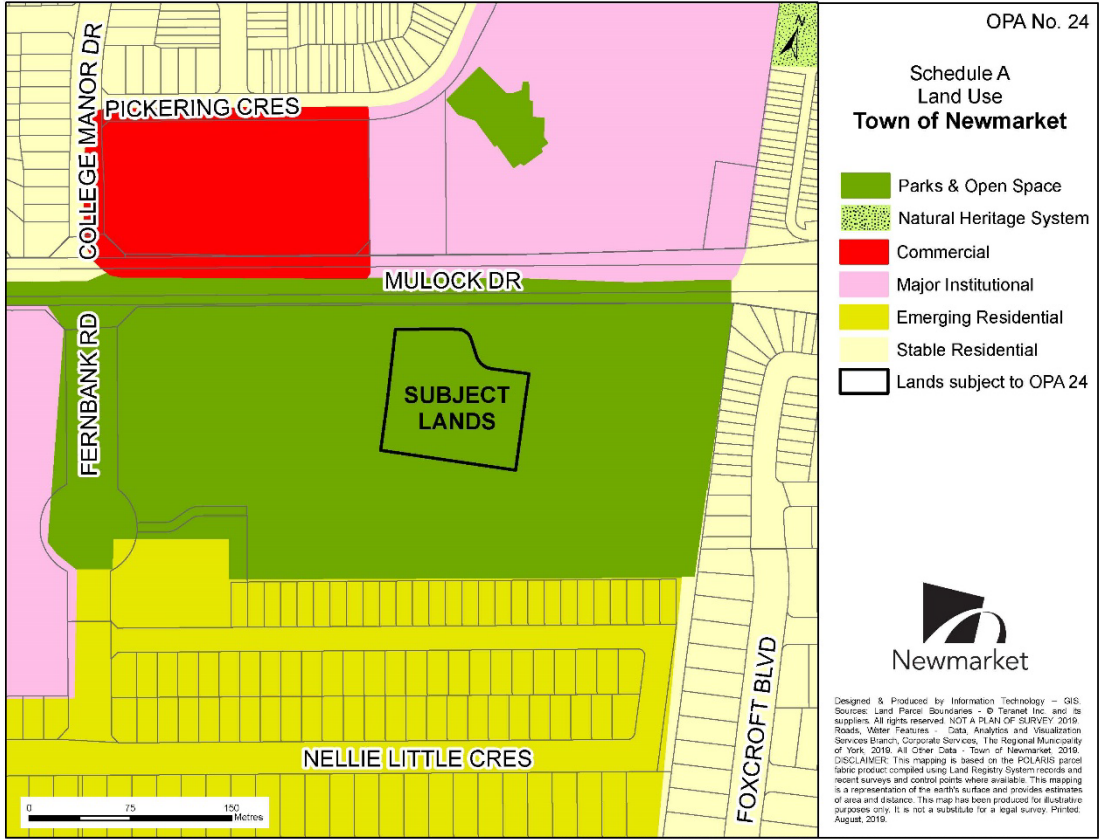 OPA No. 24
Schedule A
Land Use
Town of Newmarket
Parks & Open Space
Natural Heritage System
Commercial
Major Institutional
Emerging Residential
Stable Residential
Lands subject to OPA 24
COLLEGE MANOR DR
PICKERING CRES
MULOCK DR
FERNBANK RD
SUBJECT
LANDS
NELLIE LITTLE CRES
FOXCROFT BLVD
0 75 150
Metres
N
Newmarket
Designed & Produced by Information Technology – GIS.
Sources: Land Parcel Boundaries - © Teranet Inc. and its
suppliers. All rights reserved. NOT A PLAN OF SURVEY. 2019.
Roads, Water Features - Data, Analytics and Visualization
Services Branch, Corporate Services, The Regional Municipality
of York, 2019. All Other Data - Town of Newmarket, 2019.
DISCLAIMER: This mapping is based on the POLARIS parcel
fabric product compiled using Land Registry System records and
recent surveys and control points where available. This mapping
is a representation of the earth's surface and provides estimates
of area and distance. This map has been produced for illustrative
purposes only. It is not a substitute for a legal survey. Printed:
August, 2019.